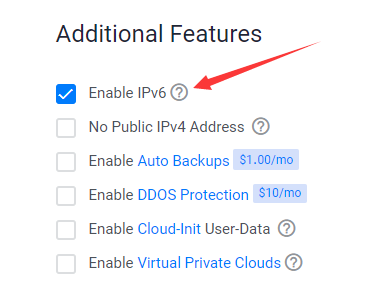 Additional Features
Enable IPv6 ?
No Public IPv4 Address ?
Enable Auto Backups $1.00/mo
Enable DDOS Protection $10/mo
Enable Cloud-Init User-Data ?
Enable Virtual Private Clouds ?